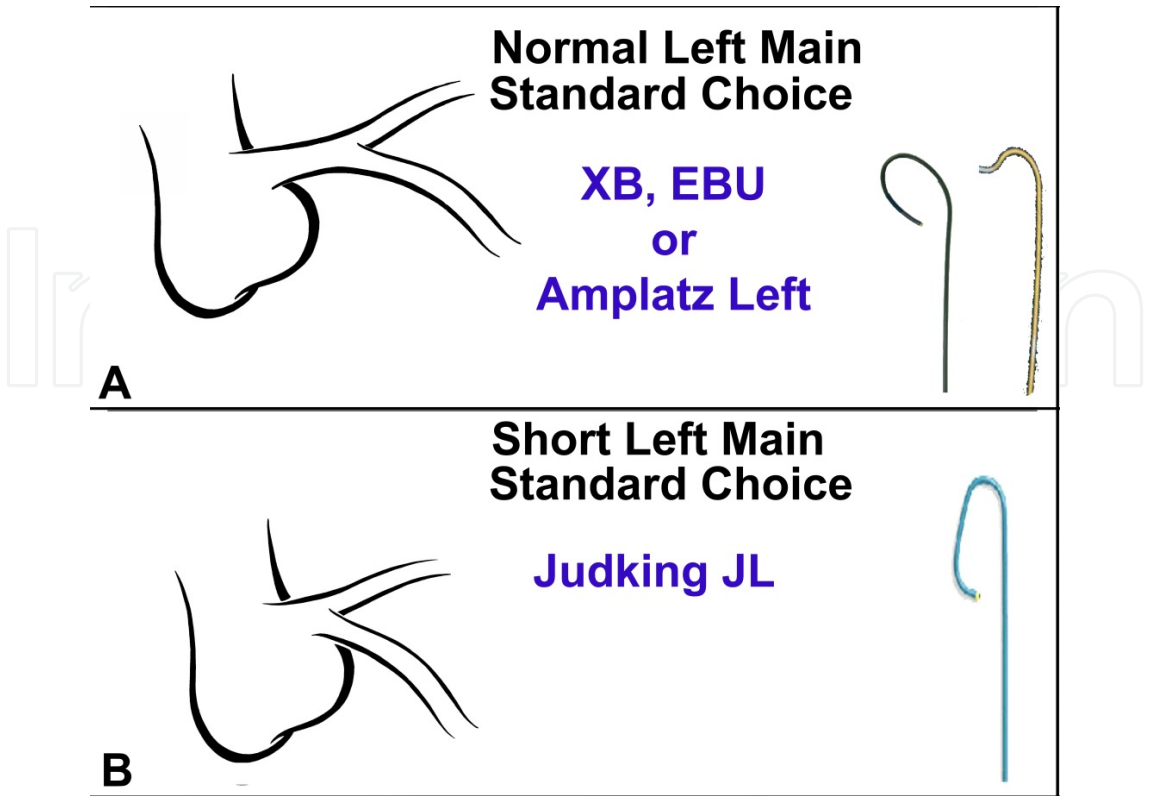 Normal Left Main
Standard Choice
XB, EBU
or
Amplatz Left
A
Short Left Main
Standard Choice
Judking JL
B